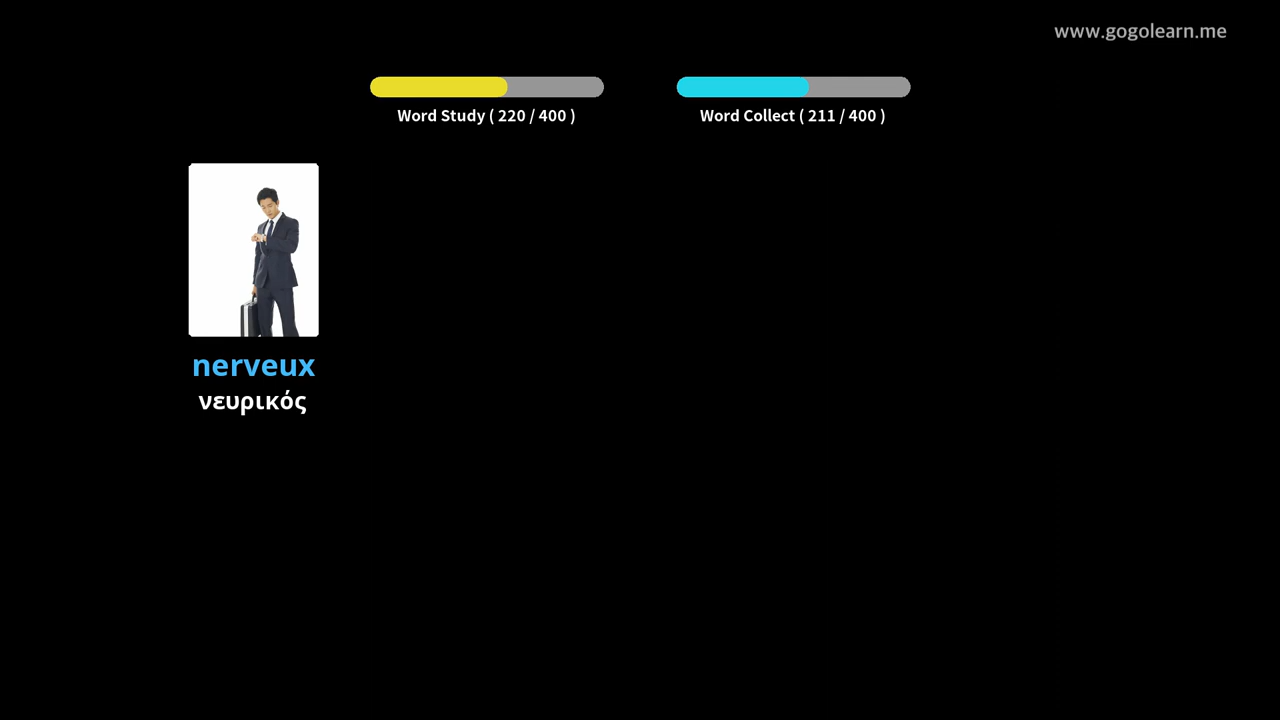 www.gogolearn.me
Word Study ( 220 / 400 )
Word Collect ( 211 / 400 )
nerveux
νευρικός